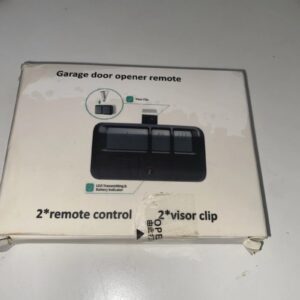 Garage door opener remote
Visor Clip
LED Transmitting &
Battery Indicator
2*remote control
2*visor clip
OPE